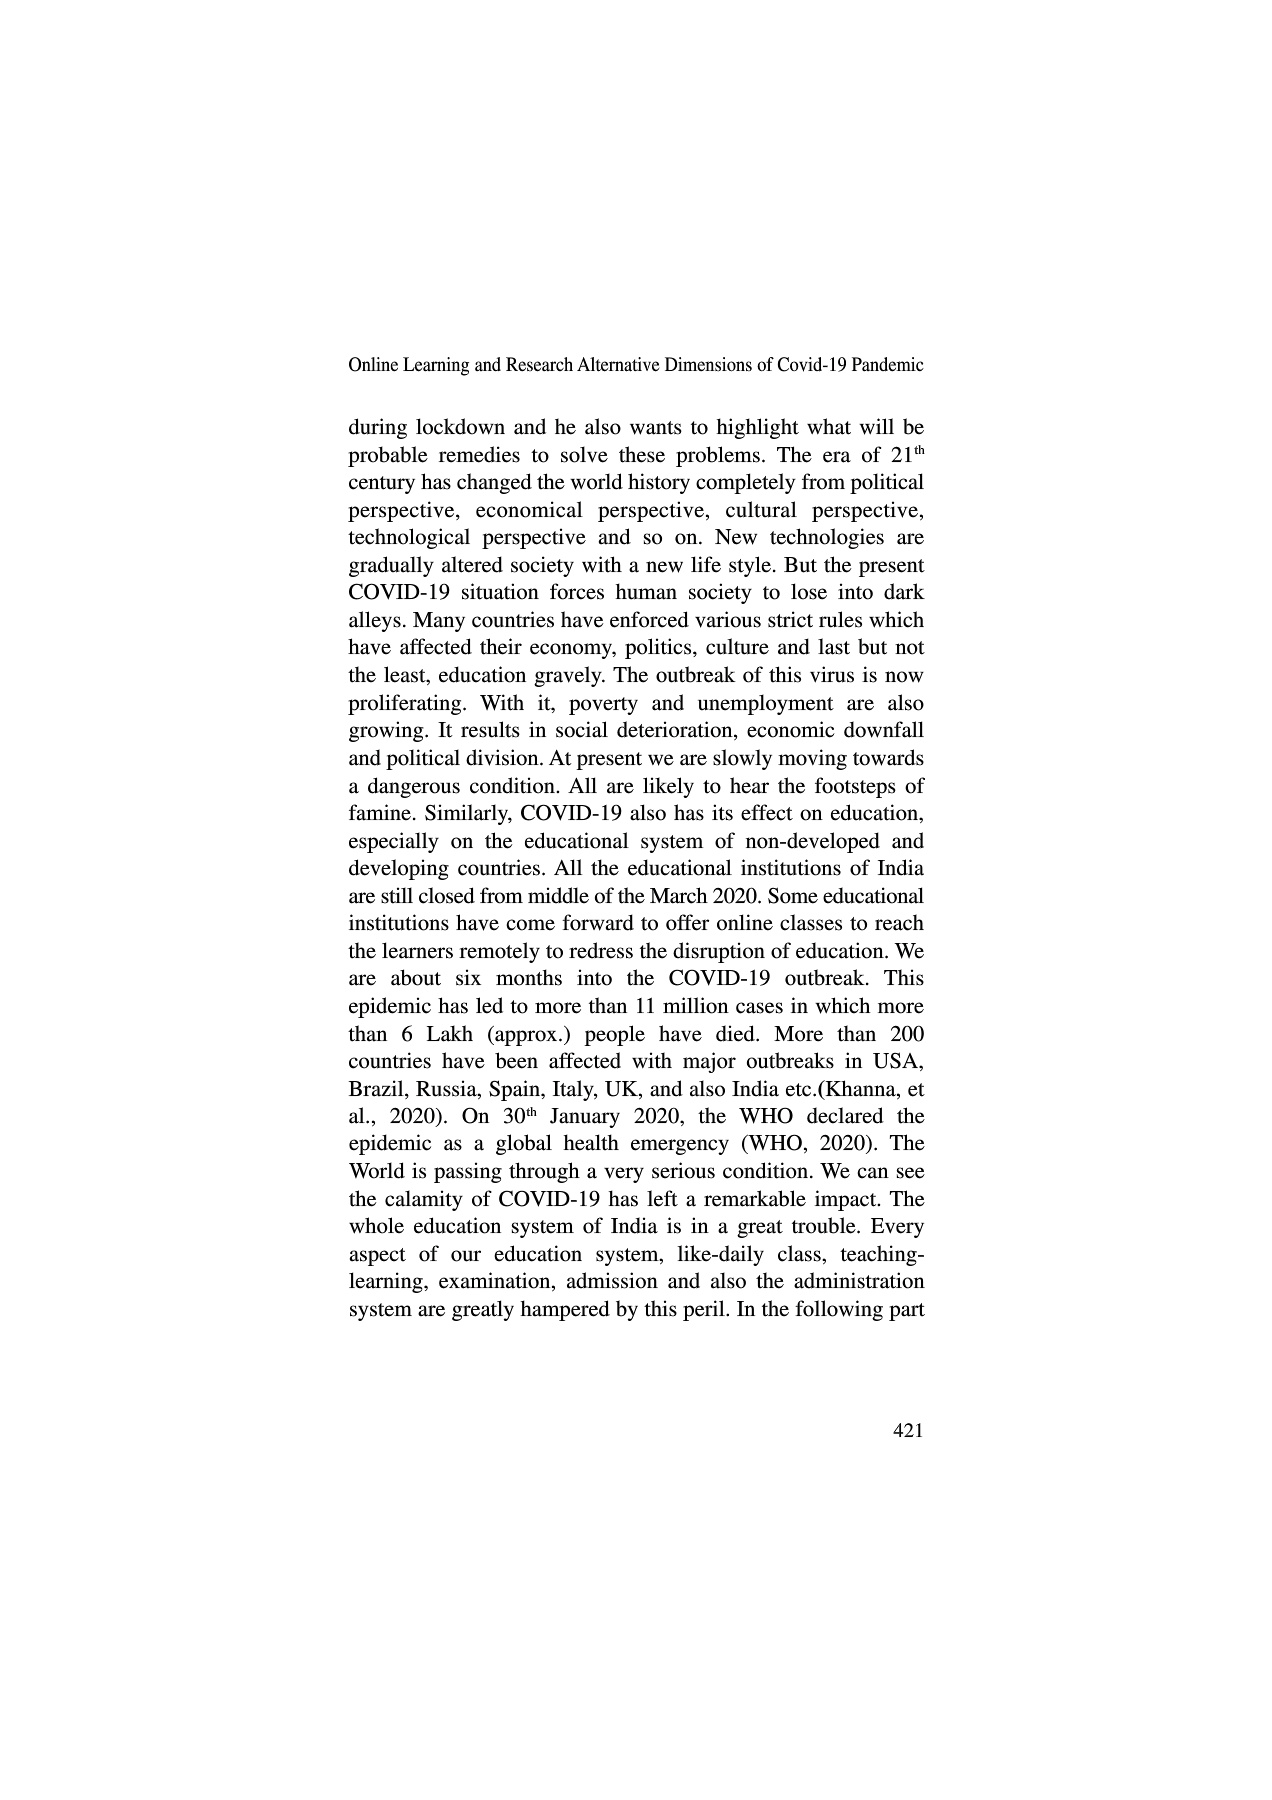 Online Learning and Research Alternative Dimensions of Covid-19 Pandemic
during lockdown and he also wants to highlight what will be
probable remedies to solve these problems. The era of 21th
century has changed the world history completely from political
perspective, economical perspective, cultural perspective,
technological perspective and so on. New technologies are
gradually altered society with a new life style. But the present
COVID-19 situation forces human society to lose into dark
alleys. Many countries have enforced various strict rules which
have affected their economy, politics, culture and last but not
the least, education gravely. The outbreak of this virus is now
proliferating. With it, poverty and unemployment are also
growing. It results in social deterioration, economic downfall
and political division. At present we are slowly moving towards
a dangerous condition. All are likely to hear the footsteps of
famine. Similarly, COVID-19 also has its effect on education,
especially on the educational system of non-developed and
developing countries. All the educational institutions of India
are still closed from middle of the March 2020. Some educational
institutions have come forward to offer online classes to reach
the learners remotely to redress the disruption of education. We
are about six months into the COVID-19 outbreak. This
epidemic has led to more than 11 million cases in which more
than 6 Lakh (approx.) people have died. More than 200
countries have been affected with major outbreaks in USA,
Brazil, Russia, Spain, Italy, UK, and also India etc.(Khanna, et
al., 2020). On 30th January 2020, the WHO declared the
epidemic as a global health emergency (WHO, 2020). The
World is passing through a very serious condition. We can see
the calamity of COVID-19 has left a remarkable impact. The
whole education system of India is in a great trouble. Every
aspect of our education system, like-daily class, teaching-
learning, examination, admission and also the administration
system are greatly hampered by this peril. In the following part
421